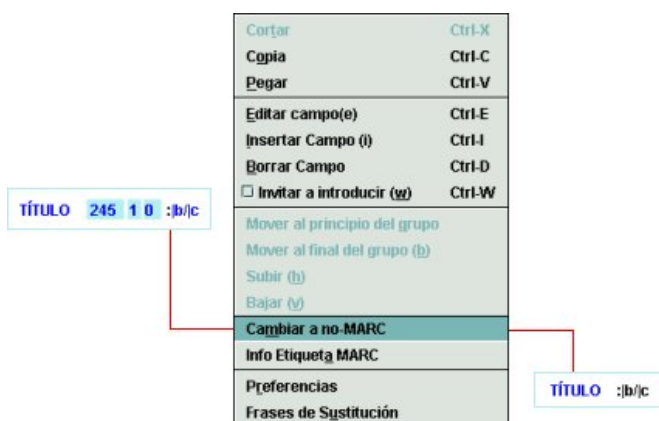 Cortar Ctrl-X
Copia Ctrl-C
Pegar Ctrl-V
Editar campo(e) Ctrl-E
Insertar Campo (i) Ctrl-I
Borrar Campo Ctrl-D
Invitar a introducir (w) Ctrl-W
TÍTULO 245 1 0 :|b/|c
Mover al principio del grupo
Mover al final del grupo (b)
Subir (h)
Bajar (v)
Cambiar a no-MARC
Info Etiqueta MARC
Preferencias
TÍTULO :|b/|c
Frases de Sustitución